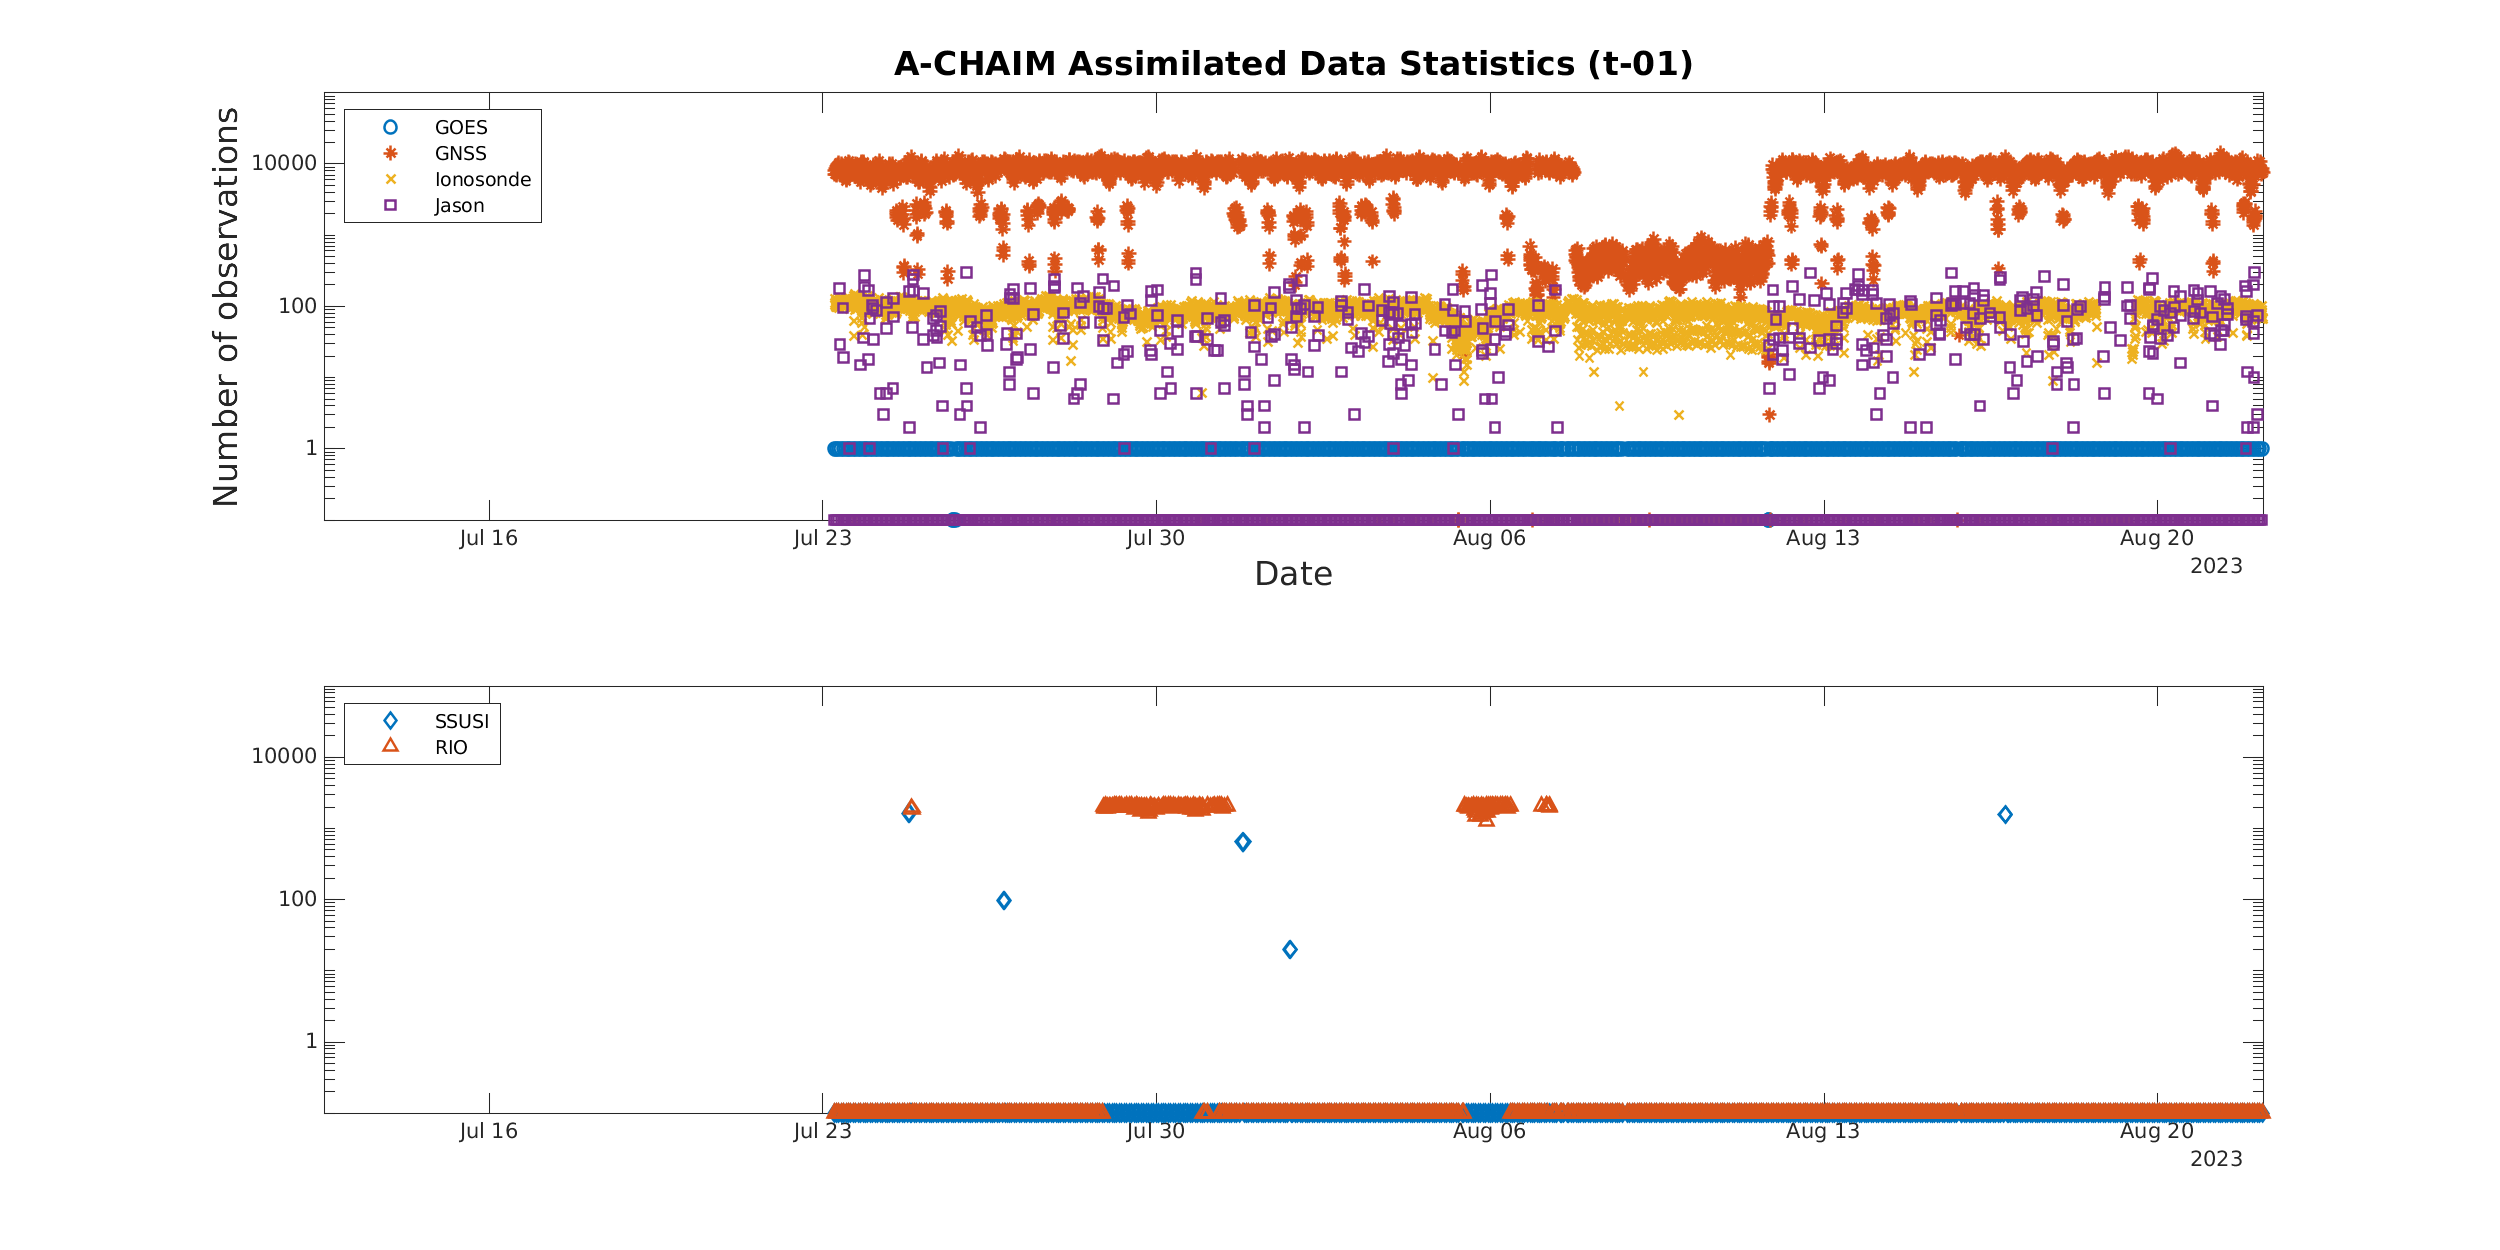 A-CHAIM Assimilated Data Statistics (t-01)
Number of observations
10000
100
1
GOES
GNSS
Ionosonde
Jason
Jul 16
Jul 23
Jul 30
Aug 06
Aug 13
Aug 20
2023
Date
10000
100
1
SSUSI
RIO
Jul 16
Jul 23
Jul 30
Aug 06
Aug 13
Aug 20
2023